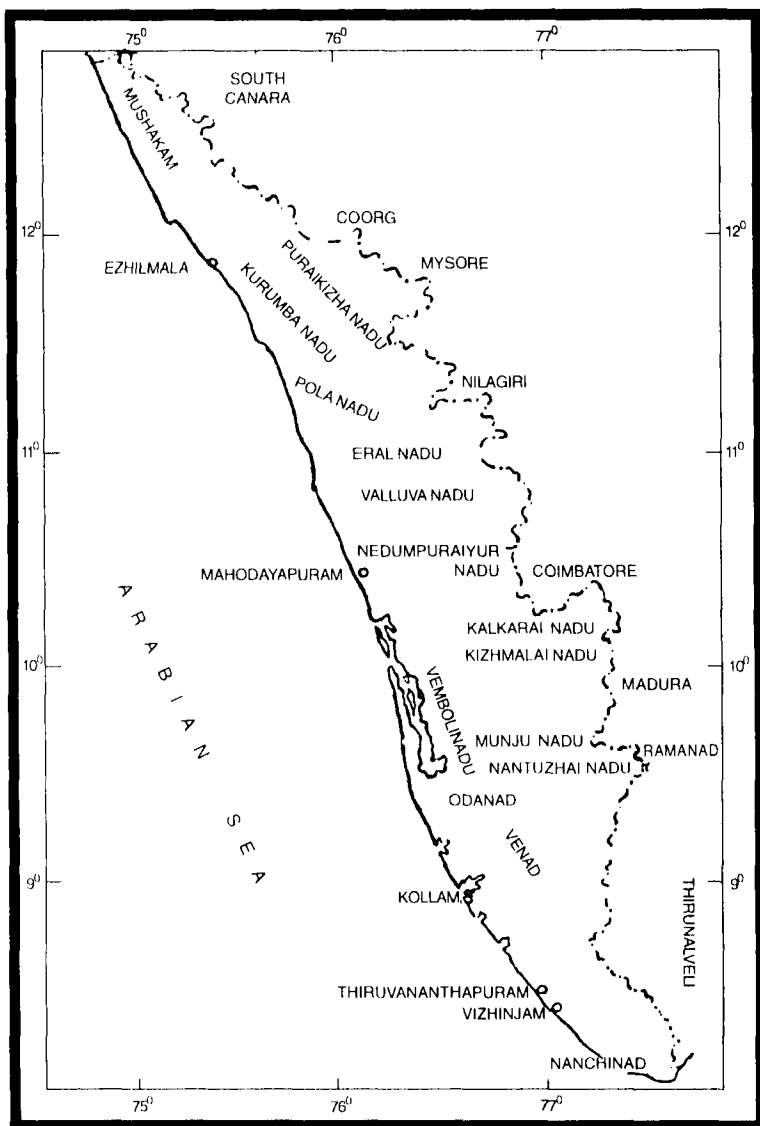 75⁰ 76⁰ 77⁰
SOUTH
CANARA
MUSHAKAM
12⁰
COORG
12⁰
EZHILMALA
PURAIKIZHA NADU
MYSORE
KURUMBA NADU
POLA NADU
NILAGIRI
11⁰
ERAL NADU
11⁰
VALLUVA NADU
NEDUMPURAIYUR
NADU
MAHODAYAPURAM
COIMBATORE
KALKARAI NADU
KIZHMALAI NADU
10⁰
10⁰
MADURA
VEMBOLINADU
ARABIAN SEA
MUNJU NADU
RAMANAD
NANTUZHAI NADU
ODANAD
VENAD
9⁰
9⁰
KOLLAM
THIRUNALVELI
THIRUVANANTHAPURAM
VIZHINJAM
NANCHINAD
75⁰ 76⁰ 77⁰